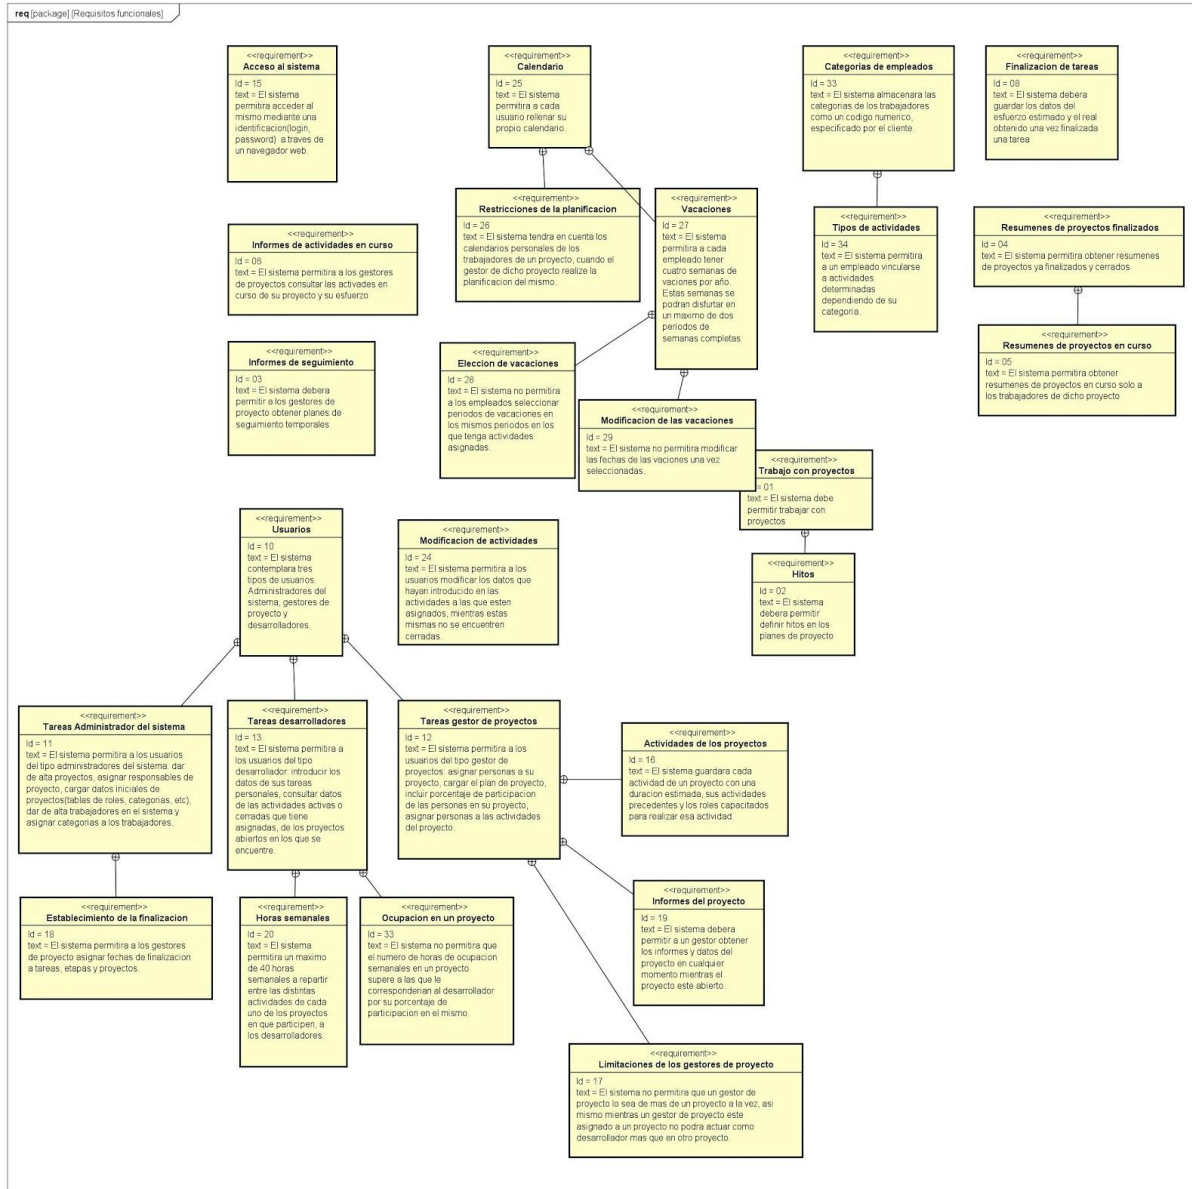 req [package] [Requisitos funcionales]
<<requirement>>
Acceso al sistema
Id = 15
text = El sistema
permitira acceder al
mismo mediante una
identificacion(login,
password) a traves de
un navegador web.
<<requirement>>
Calendario
Id = 25
text = El sistema
permitira a cada
usuario rellenar su
propio calendario.
<<requirement>>
Categorias de empleados
Id = 33
text = El sistema almacenara las
categorias de los trabajadores
como un codigo numerico,
especificado por el cliente.
<<requirement>>
Finalizacion de tareas
Id = 08
text = El sistema debera
guardar los datos del
esfuerzo estimado y el real
obtenido una vez finalizada
una tarea
<<requirement>>
Restricciones de la planificacion
Id = 26
text = El sistema tendra en cuenta los
calendarios personales de los
trabajadores de un proyecto, cuando el
gestor de dicho proyecto realize la
planificacion del mismo.
<<requirement>>
Vacaciones
Id = 27
text = El sistema
permitira a cada
empleado tener
cuatro semanas de
vaciones por año.
Estas semanas se
podran disfurtar en
un maximo de dos
periodos de
semanas completas
<<requirement>>
Tipos de actividades
Id = 34
text = El sistema permitira
a un empleado vincularse
a actividades
determinadas
dependiendo de su
categoria.
<<requirement>>
Resumenes de proyectos finalizados
Id = 04
text = El sistema permitira obtener resumenes
de proyectos ya finalizados y cerrados
<<requirement>>
Informes de actividades en curso
Id = 06
text = El sistema permitira a los gestores
de proyectos consultar las activades en
curso de su proyecto y su esfuerzo
<<requirement>>
Resumenes de proyectos en curso
Id = 05
text = El sistema permitira obtener
resumenes de proyectos en curso solo a
los trabajadores de dicho proyecto
<<requirement>>
Informes de seguimiento
Id = 03
text = El sistema debera
permitir a los gestores de
proyecto obtener planes de
seguimiento temporales
<<requirement>>
Eleccion de vacaciones
Id = 28
text = El sistema no permitira
a los empleados seleccionar
periodos de vacaciones en
los mismos periodos en los
que tenga actividades
asignadas.
<<requirement>>
Modificacion de las vacaciones
Id = 29
text = El sistema no permitira modificar
las fechas de las vaciones una vez
seleccionadas.
<<requirement>>
Trabajo con proyectos
= 01
text = El sistema debe
permitir trabajar con
proyectos
<<requirement>>
Usuarios
Id = 10
text = El sistema
contemplara tres
tipos de usuarios.
Administradores del
sistema, gestores de
proyecto y
desarrolladores.
<<requirement>>
Modificacion de actividades
Id = 24
text = El sistema permitira a los
usuarios modificar los datos que
hayan introducido en las
actividades a las que esten
asignados, mientras estas
mismas no se encuentren
cerradas.
<<requirement>>
Hitos
Id = 02
text = El sistema
debera permitir
definir hitos en los
planes de proyecto
<<requirement>>
Tareas Administrador del sistema
Id = 11
text = El sistema permitira a los usuarios
del tipo administradores del sistema: dar
de alta proyectos, asignar responsables de
proyecto, cargar datos iniciales de
proyectos(tablas de roles, categorias, etc),
dar de alta trabajadores en el sistema y
asignar categorias a los trabajadores.
<<requirement>>
Tareas desarrolladores
Id = 13
text = El sistema permitira a
los usuarios del tipo
desarrollador: introducir los
datos de sus tareas
personales, consultar datos
de las actividades activas o
cerradas que tiene
asignadas, de los proyectos
abiertos en los que se
encuentre.
<<requirement>>
Tareas gestor de proyectos
Id = 12
text = El sistema permitira a los
usuarios del tipo gestor de
proyectos: asignar personas a su
proyecto, cargar el plan de proyecto,
incluir porcentaje de participacion
de las personas en su proyecto,
asignar personas a las actividades
del proyecto.
<<requirement>>
Actividades de los proyectos
Id = 16
text = El sistema guardara cada
actividad de un proyecto con una
duracion estimada, sus actividades
precedentes y los roles capacitados
para realizar esa actividad.
<<requirement>>
Establecimiento de la finalizacion
Id = 18
text = El sistema permitira a los gestores
de proyecto asignar fechas de finalizacion
a tareas, etapas y proyectos.
<<requirement>>
Horas semanales
Id = 20
text = El sistema
permitira un maximo
de 40 horas
semanales a repartir
entre las distintas
actividades de cada
uno de los proyectos
en que participen, a
los desarrolladores.
<<requirement>>
Ocupacion en un proyecto
Id = 33
text = El sistema no permitira que
el numero de horas de ocupacion
semanales en un proyecto
supere a las que le
corresponderian al desarrollador
por su porcentaje de
participacion en el mismo.
<<requirement>>
Informes del proyecto
Id = 19
text = El sistema debera
permitir a un gestor obtener
los informes y datos del
proyecto en cualquier
momento mientras el
proyecto este abierto.
<<requirement>>
Limitaciones de los gestores de proyecto
Id = 17
text = El sistema no permitira que un gestor de
proyecto lo sea de mas de un proyecto a la vez, asi
mismo mientras un gestor de proyecto este
asignado a un proyecto no podra actuar como
desarrollador mas que en otro proyecto.